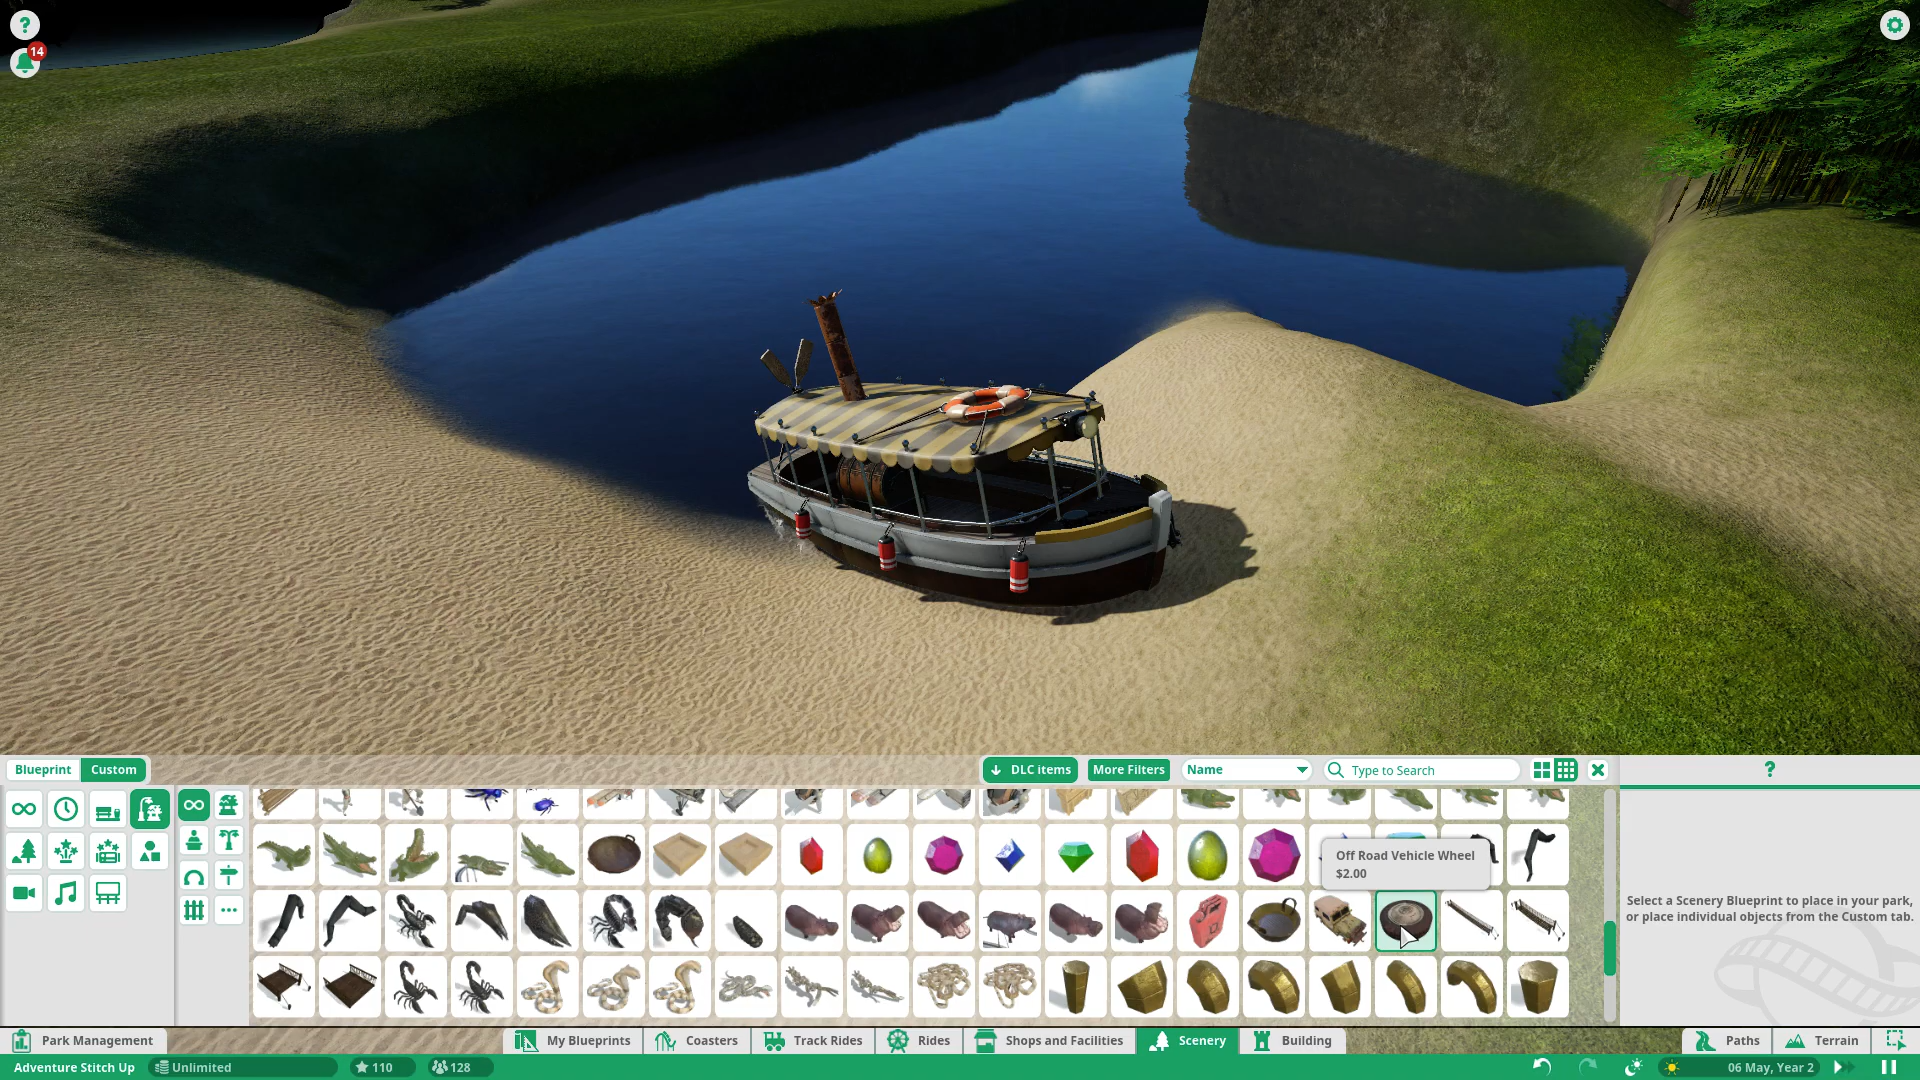 ?
14
Blueprint
Custom
DLC items
More Filters
Name
Type to Search
?
Off Road Vehicle Wheel
$2.00
Select a Scenery Blueprint to place in your park,
or place individual objects from the Custom tab.
Park Management
My Blueprints
Coasters
Track Rides
Rides
Shops and Facilities
Scenery
Building
Paths
Terrain
Adventure Stitch Up
Unlimited
110
128
06 May, Year 2